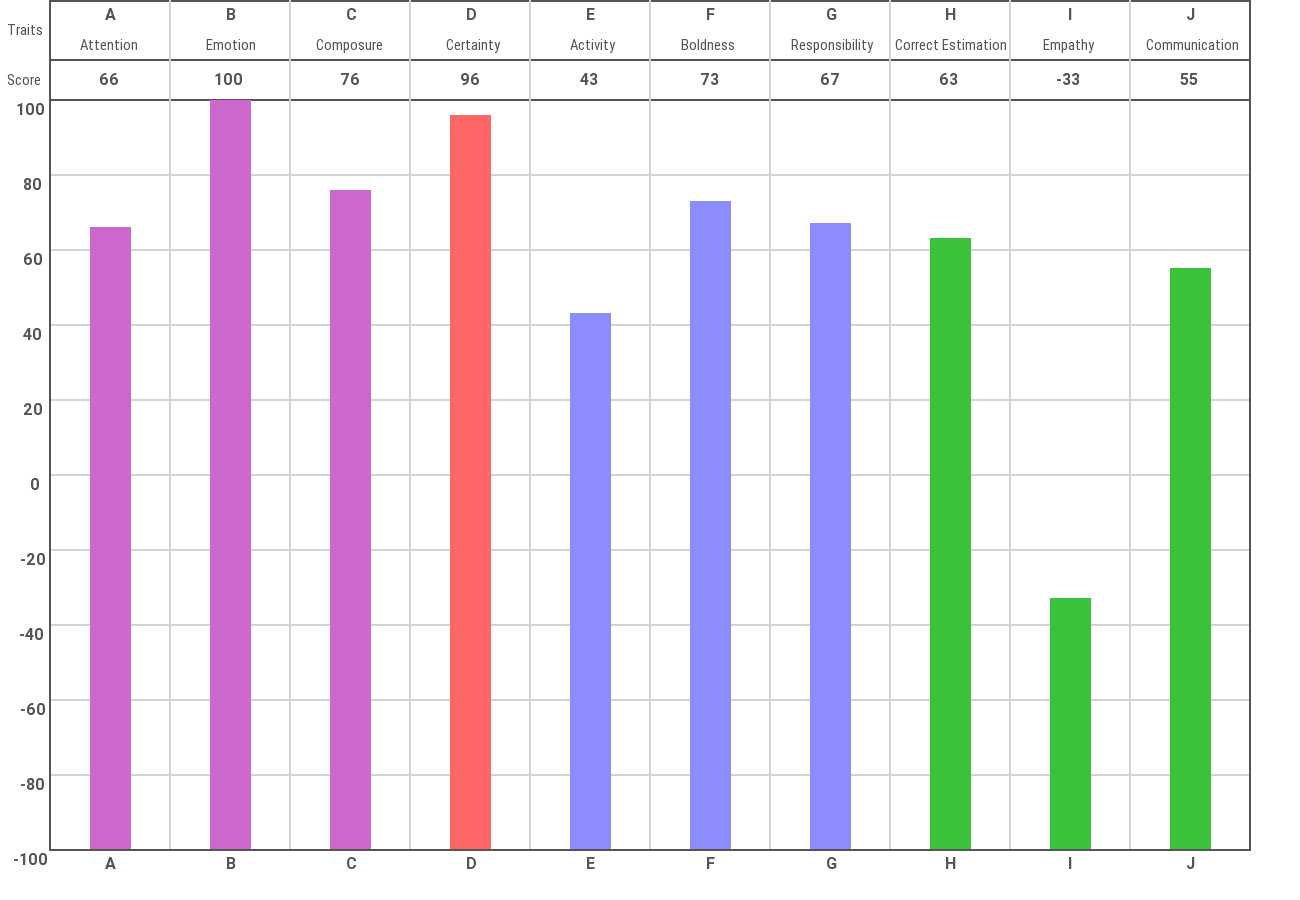 A B C D E F G H I J
Traits
Attention Emotion Composure Certainty Activity Boldness Responsibility Correct Estimation Empathy Communication
Score 66 100 76 96 43 73 67 63 -33 55
100
80
60
40
20
0
-20
-40
-60
-80
-100
A B C D E F G H I J